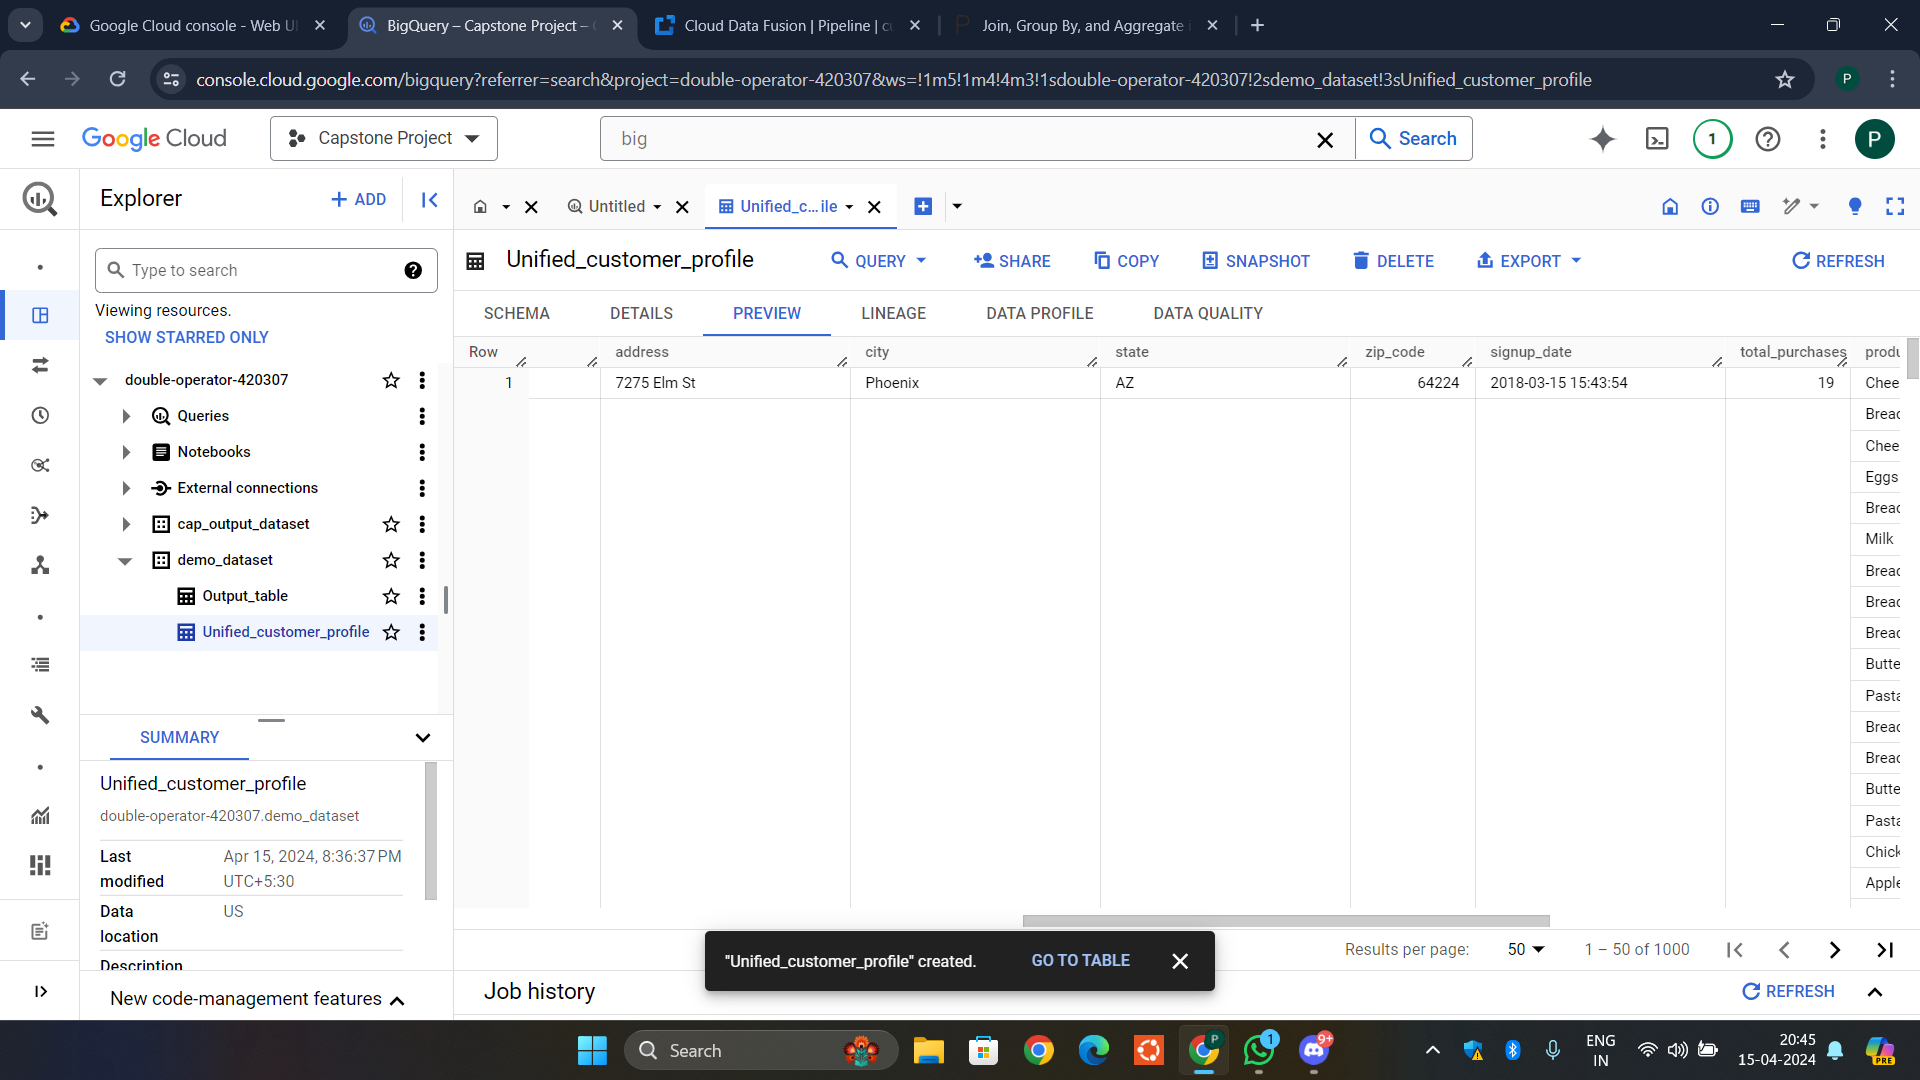 Google Cloud console - Web UI
BigQuery – Capstone Project –
Cloud Data Fusion | Pipeline | cu
Join, Group By, and Aggregate i
console.cloud.google.com/bigquery?referrer=search&project=double-operator-420307&ws=!1m5!1m4!4m3!1sdouble-operator-420307!2sdemo_dataset!3sUnified_customer_profile
P
Google Cloud
Capstone Project
big
Search
1
P
Explorer
ADD
Untitled
Unified_c...ile
Type to search
Viewing resources.
SHOW STARRED ONLY
double-operator-420307
Queries
Notebooks
External connections
cap_output_dataset
demo_dataset
Output_table
Unified_customer_profile
Unified_customer_profile
QUERY
SHARE
COPY
SNAPSHOT
DELETE
EXPORT
REFRESH
SCHEMA
DETAILS
PREVIEW
LINEAGE
DATA PROFILE
DATA QUALITY
Row address city state zip_code signup_date total_purchases produ
1 7275 Elm St Phoenix AZ 64224 2018-03-15 15:43:54 19 Chee
Breac
Chee
Eggs
Breac
Milk
Breac
Breac
Breac
Butte
Pasta
Breac
Breac
Butte
Pasta
Chick
Apple
SUMMARY
Unified_customer_profile
double-operator-420307.demo_dataset
Last modified Apr 15, 2024, 8:36:37 PM UTC+5:30
Data location US
Description
New code-management features
Results per page: 50 1 – 50 of 1000
"Unified_customer_profile" created. GO TO TABLE
Job history
REFRESH
Search
P
1
9+
ENG
IN
20:45
15-04-2024
PRE